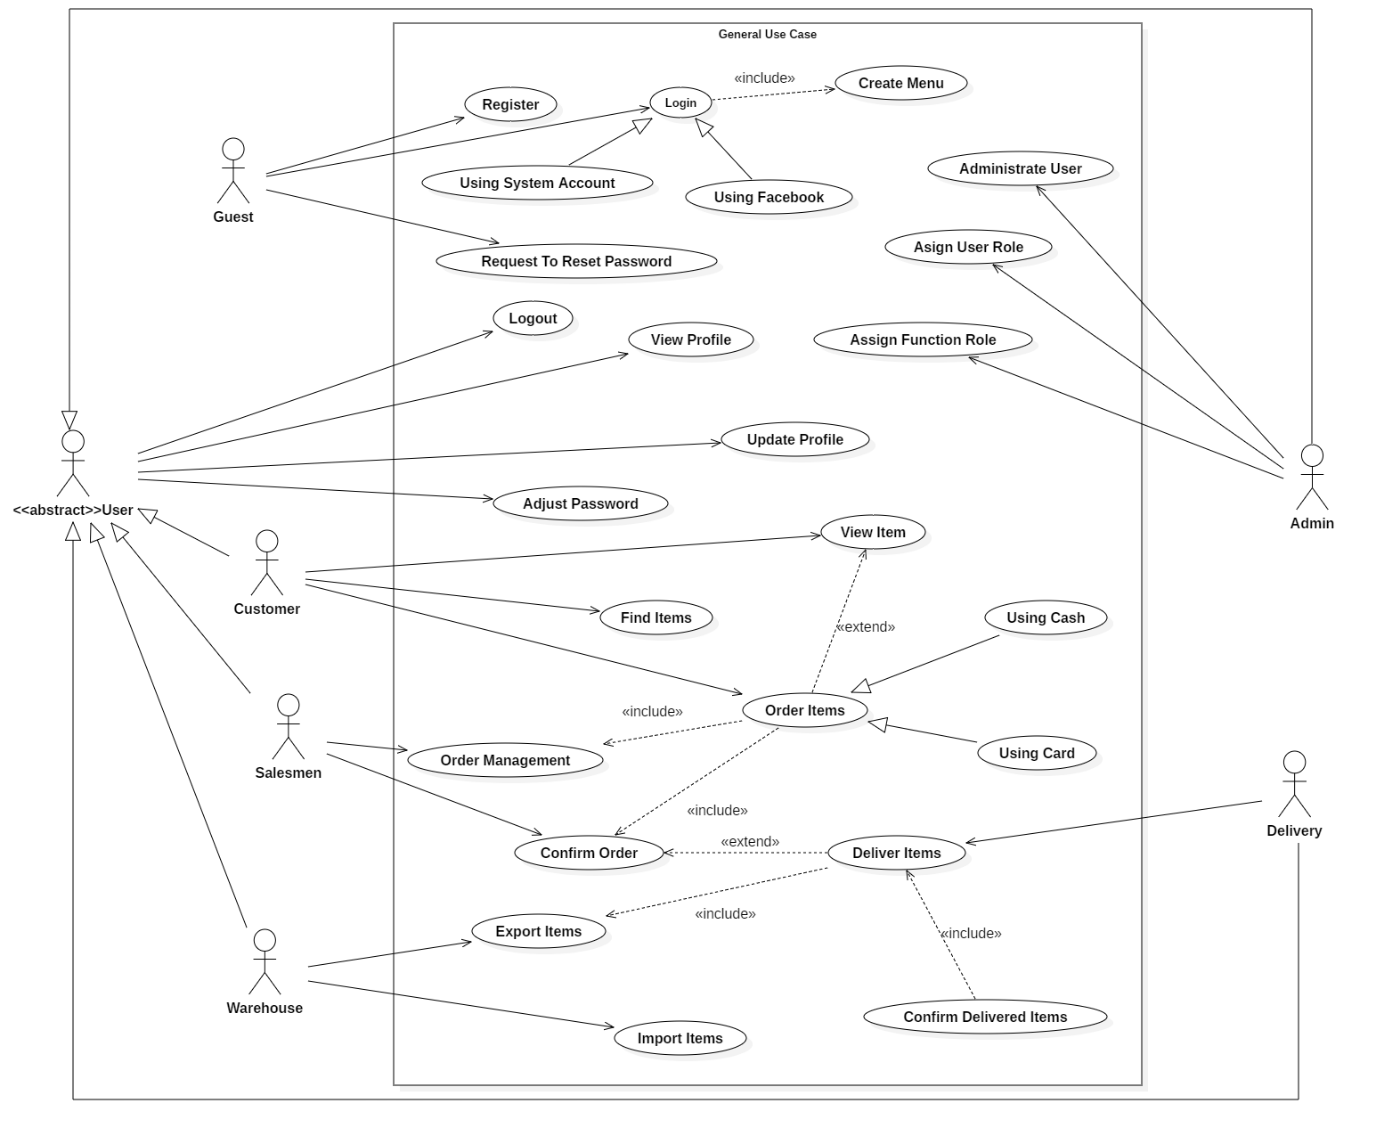 General Use Case
«include»
Create Menu
Register
Login
Using System Account
Using Facebook
Administrate User
Guest
Request To Reset Password
Asign User Role
Logout
View Profile
Assign Function Role
Update Profile
Adjust Password
<<abstract>>User
Admin
View Item
Customer
Find Items
Using Cash
«extend»
Order Items
«include»
Using Card
Order Management
Salesmen
«include»
Delivery
Confirm Order
«extend»
Deliver Items
«include»
Export Items
«include»
Warehouse
Confirm Delivered Items
Import Items